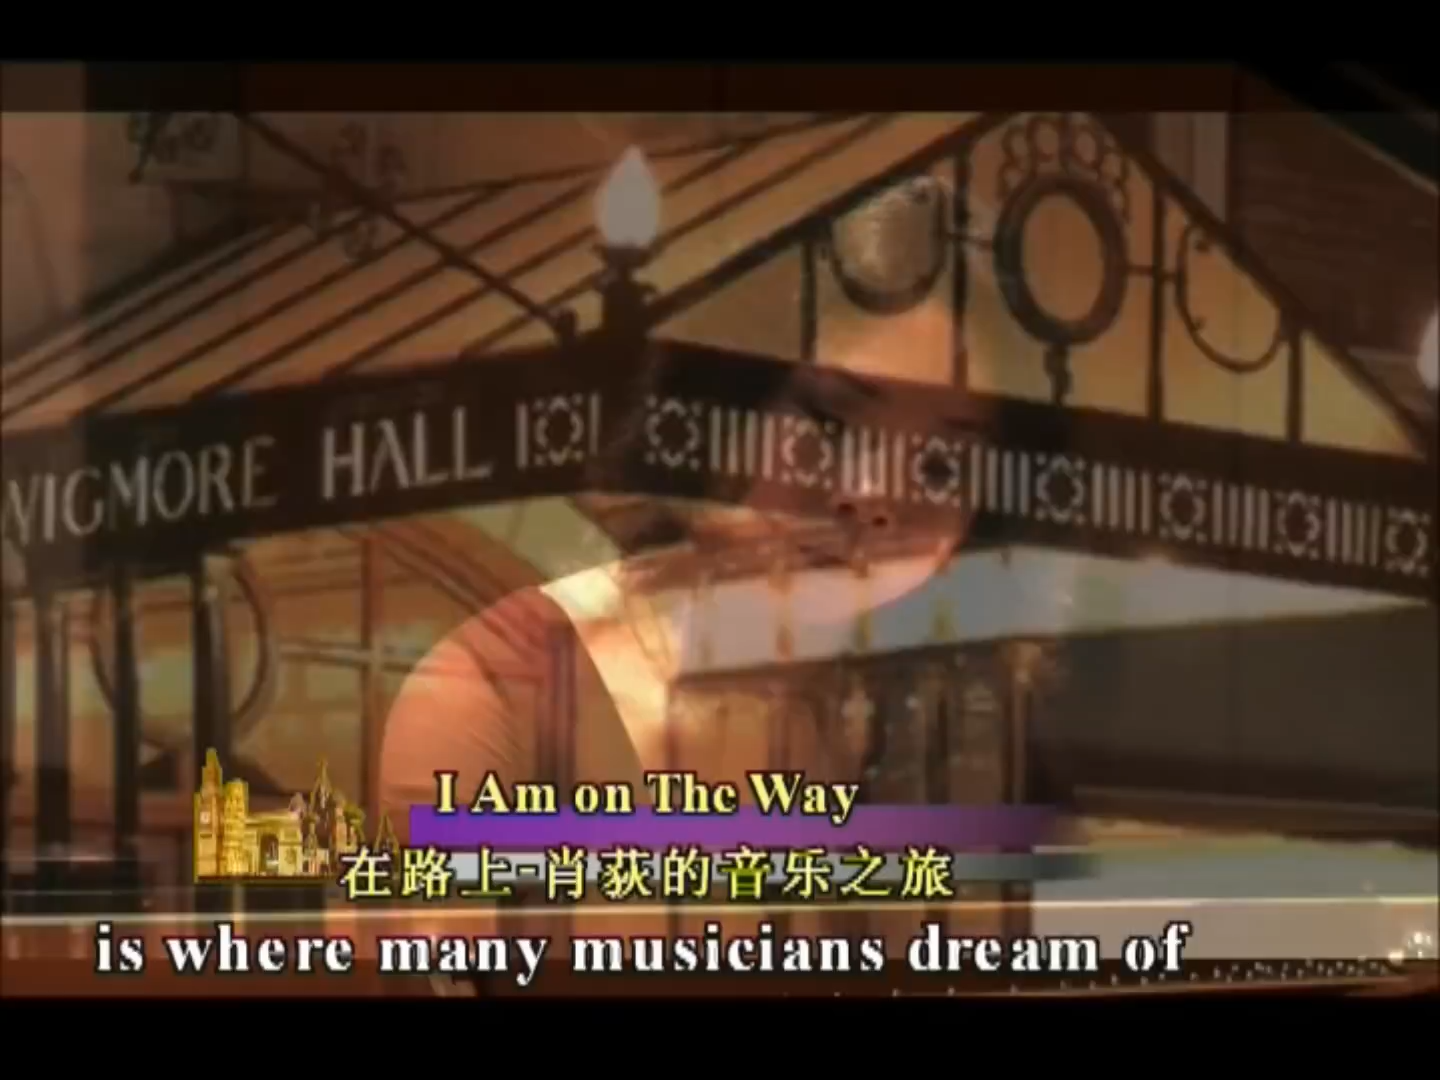 WIGMORE HALL
I Am on The Way
在路上-肖荻的音乐之旅
is where many musicians dream of